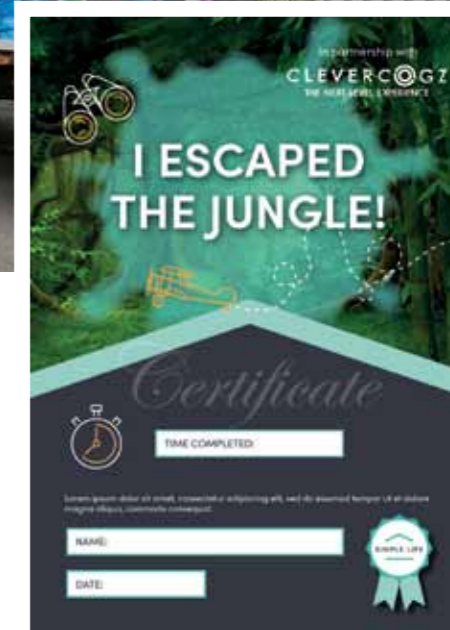 In partnership with
CLEVERCOGZ
THE NEXT LEVEL EXPERIENCE
I ESCAPED
THE JUNGLE!
Certificate
TIME COMPLETED:
Lorem ipsum dolor sit amet, consectetur adipiscing elit, sed do eiusmod tempor ut et dolore
magna aliqua, commodo consequat.
NAME:
SIMPLE LIFE
DATE: